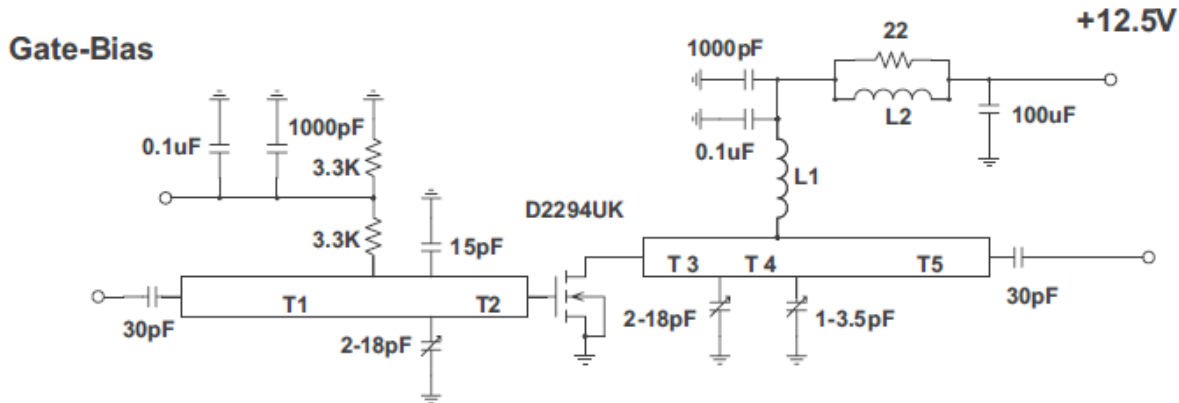 +12.5V
Gate-Bias
22
1000pF
L2
100uF
0.1uF
1000pF
3.3K
0.1uF
L1
D2294UK
3.3K
15pF
T3
T4
T5
T1
T2
30pF
30pF
2-18pF
2-18pF
1-3.5pF